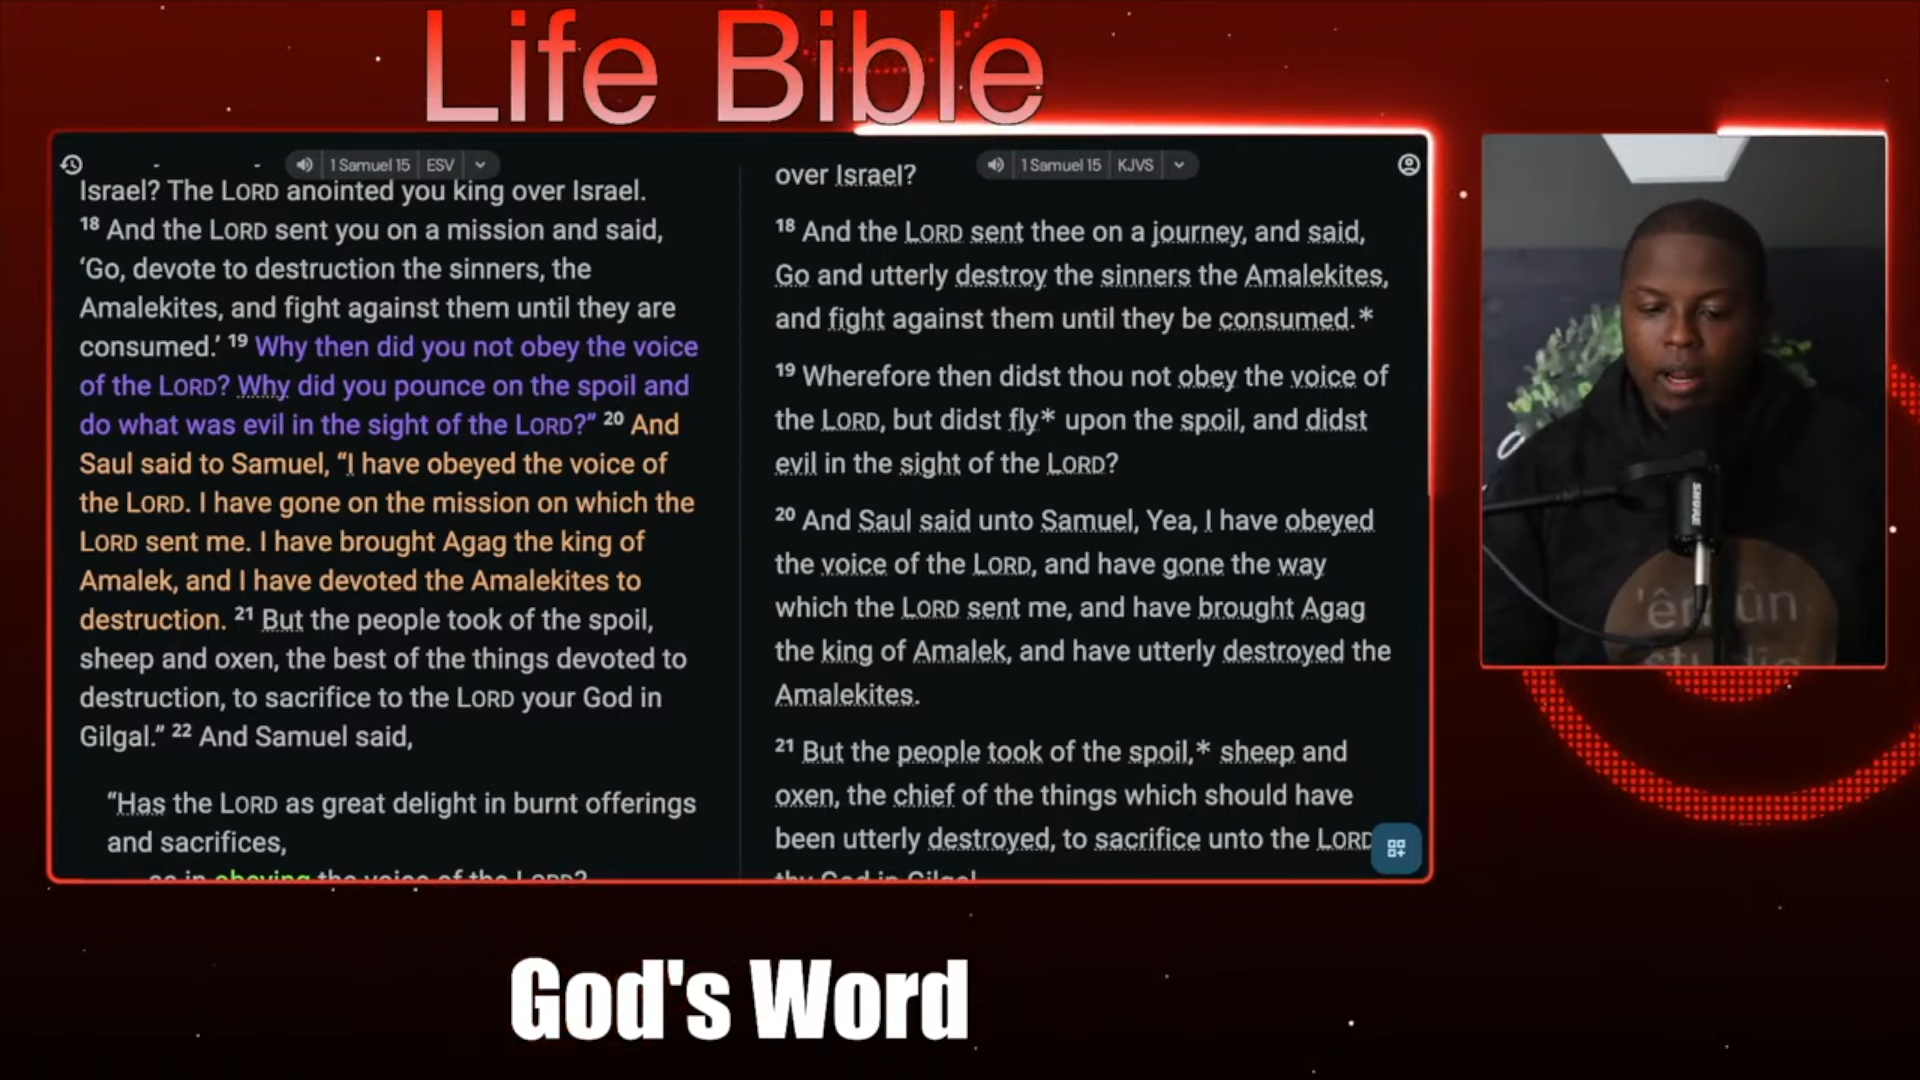 Life Bible
1 Samuel 15 ESV
Israel? The LORD anointed you king over Israel.
18 And the LORD sent you on a mission and said,
‘Go, devote to destruction the sinners, the
Amalekites, and fight against them until they are
consumed.’ 19 Why then did you not obey the voice
of the LORD? Why did you pounce on the spoil and
do what was evil in the sight of the LORD?” 20 And
Saul said to Samuel, “I have obeyed the voice of
the LORD. I have gone on the mission on which the
LORD sent me. I have brought Agag the king of
Amalek, and I have devoted the Amalekites to
destruction. 21 But the people took of the spoil,
sheep and oxen, the best of the things devoted to
destruction, to sacrifice to the LORD your God in
Gilgal.” 22 And Samuel said,
“Has the LORD as great delight in burnt offerings
and sacrifices,
as in obeying the voice of the LORD?
1 Samuel 15 KJVS
over Israel?
18 And the LORD sent thee on a journey, and said,
Go and utterly destroy the sinners the Amalekites,
and fight against them until they be consumed.*
19 Wherefore then didst thou not obey the voice of
the LORD, but didst fly* upon the spoil, and didst
evil in the sight of the LORD?
20 And Saul said unto Samuel, Yea, I have obeyed
the voice of the LORD, and have gone the way
which the LORD sent me, and have brought Agag
the king of Amalek, and have utterly destroyed the
Amalekites.
21 But the people took of the spoil,* sheep and
oxen, the chief of the things which should have
been utterly destroyed, to sacrifice unto the LORD
thy God in Gilgal
SHURE
God's Word